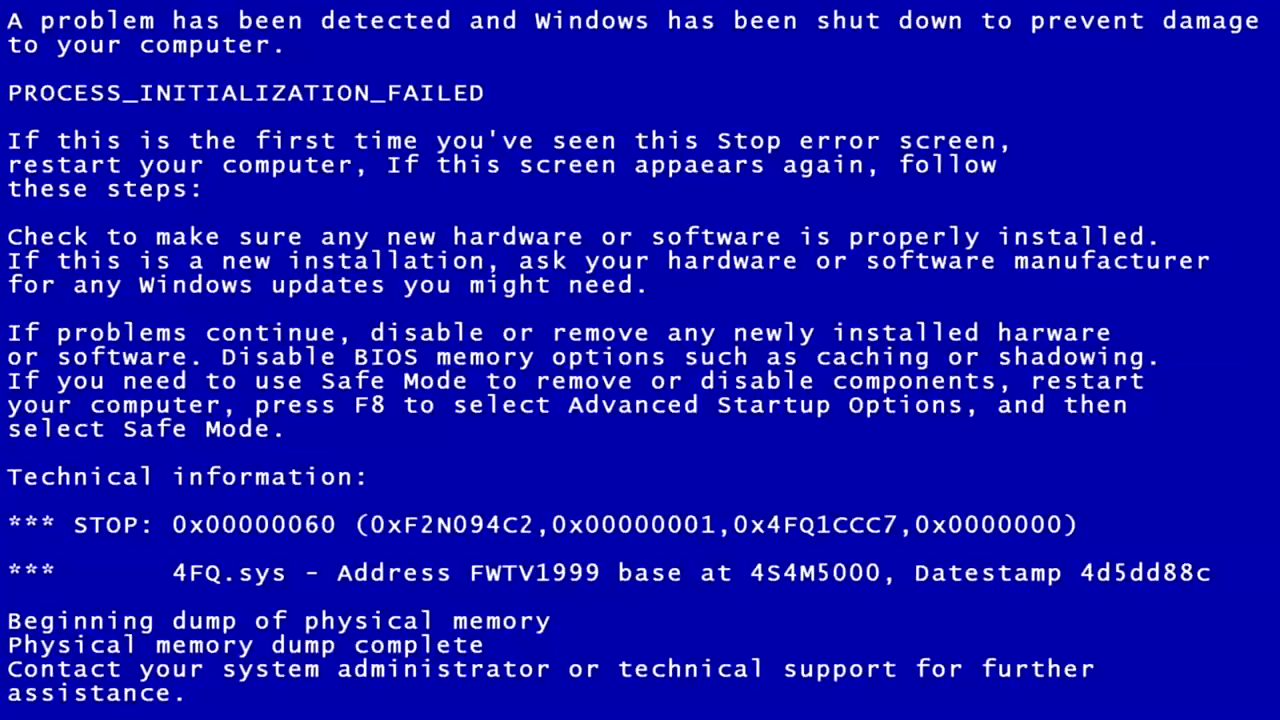 A problem has been detected and Windows has been shut down to prevent damage
to your computer.
PROCESS_INITIALIZATION_FAILED
If this is the first time you've seen this Stop error screen,
restart your computer, If this screen appaears again, follow
these steps:
Check to make sure any new hardware or software is properly installed.
If this is a new installation, ask your hardware or software manufacturer
for any Windows updates you might need.
If problems continue, disable or remove any newly installed harware
or software. Disable BIOS memory options such as caching or shadowing.
If you need to use Safe Mode to remove or disable components, restart
your computer, press F8 to select Advanced Startup Options, and then
select Safe Mode.
Technical information:
*** STOP: 0x00000060 (0xF2N094C2,0x00000001,0x4FQ1CCC7,0x0000000)
*** 4FQ.sys - Address FWTV1999 base at 4S4M5000, Datestamp 4d5dd88c
Beginning dump of physical memory
Physical memory dump complete
Contact your system administrator or technical support for further
assistance.